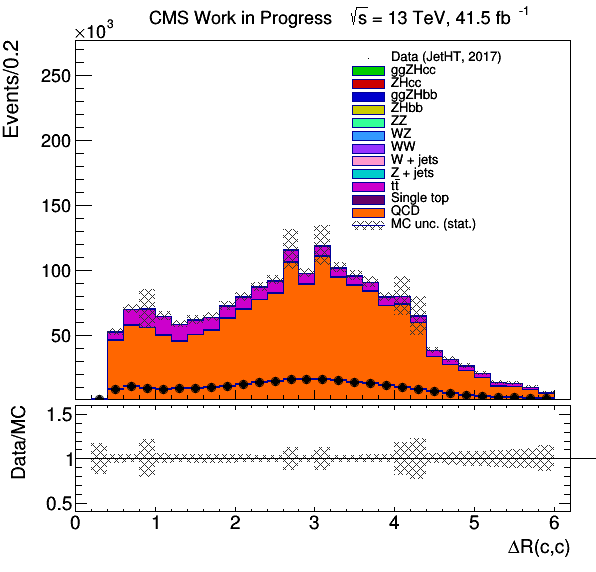 CMS Work in Progress √s = 13 TeV, 41.5 fb⁻¹
×10³
Events/0.2
250
200
150
100
50
Data (JetHT, 2017)
ggZHcc
ZHcc
ggZHbb
ZHbb
ZZ
WZ
WW
W + jets
Z + jets
tt̄
Single top
QCD
MC unc. (stat.)
Data/MC
1.5
1
0.5
0 1 2 3 4 5 6
ΔR(c,c)